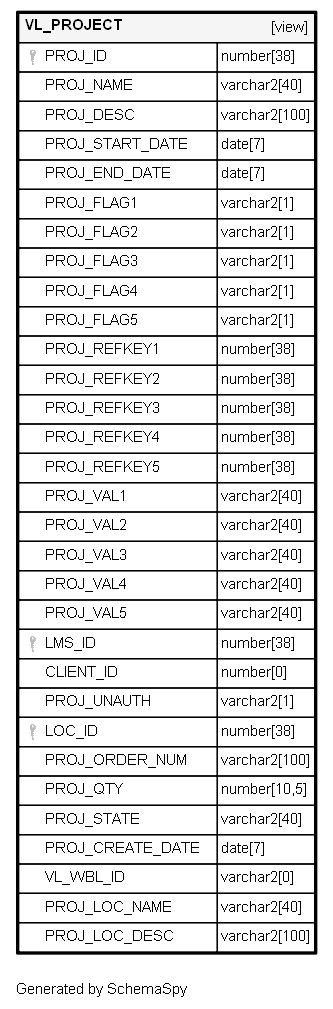 VL_PROJECT [view]
PROJ_ID number[38]
PROJ_NAME varchar2[40]
PROJ_DESC varchar2[100]
PROJ_START_DATE date[7]
PROJ_END_DATE date[7]
PROJ_FLAG1 varchar2[1]
PROJ_FLAG2 varchar2[1]
PROJ_FLAG3 varchar2[1]
PROJ_FLAG4 varchar2[1]
PROJ_FLAG5 varchar2[1]
PROJ_REFKEY1 number[38]
PROJ_REFKEY2 number[38]
PROJ_REFKEY3 number[38]
PROJ_REFKEY4 number[38]
PROJ_REFKEY5 number[38]
PROJ_VAL1 varchar2[40]
PROJ_VAL2 varchar2[40]
PROJ_VAL3 varchar2[40]
PROJ_VAL4 varchar2[40]
PROJ_VAL5 varchar2[40]
LMS_ID number[38]
CLIENT_ID number[0]
PROJ_UNAUTH varchar2[1]
LOC_ID number[38]
PROJ_ORDER_NUM varchar2[100]
PROJ_QTY number[10,5]
PROJ_STATE varchar2[40]
PROJ_CREATE_DATE date[7]
VL_WBL_ID varchar2[0]
PROJ_LOC_NAME varchar2[40]
PROJ_LOC_DESC varchar2[100]
Generated by SchemaSpy